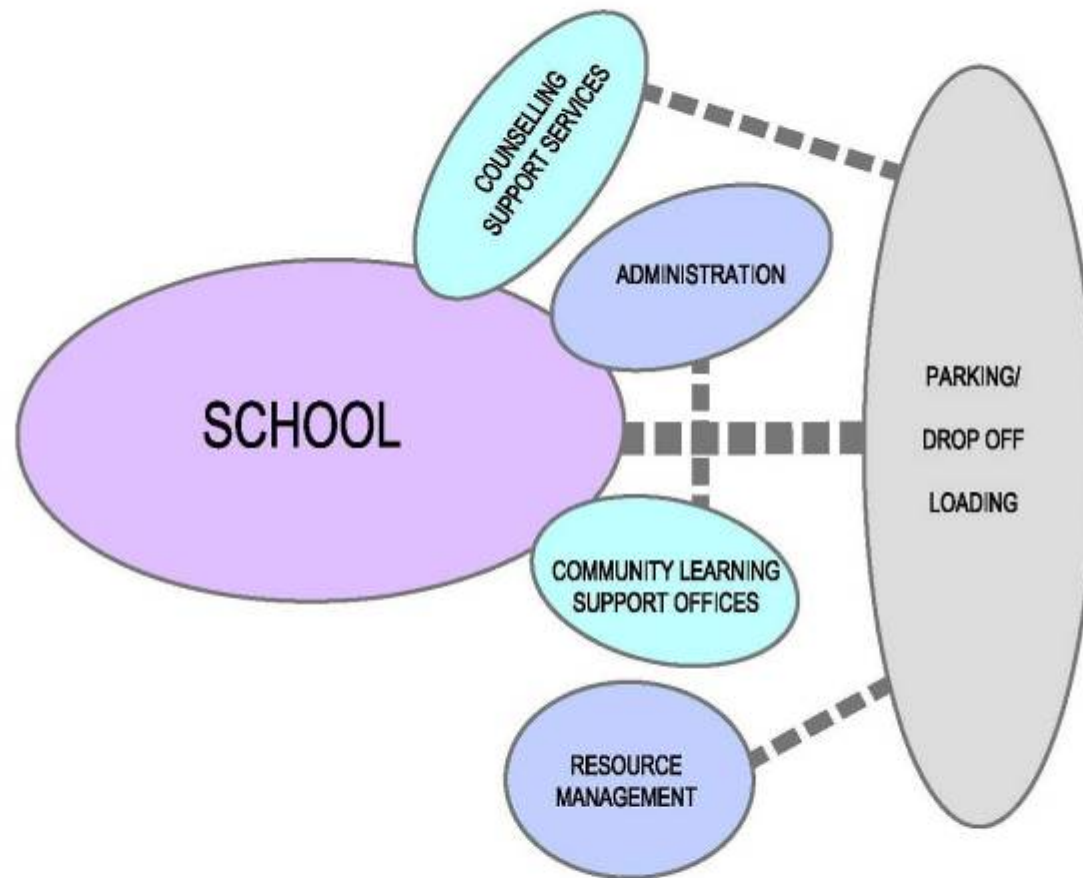 COUNSELLING
SUPPORT SERVICES
ADMINISTRATION
SCHOOL
PARKING/
DROP OFF
LOADING
COMMUNITY LEARNING
SUPPORT OFFICES
RESOURCE
MANAGEMENT